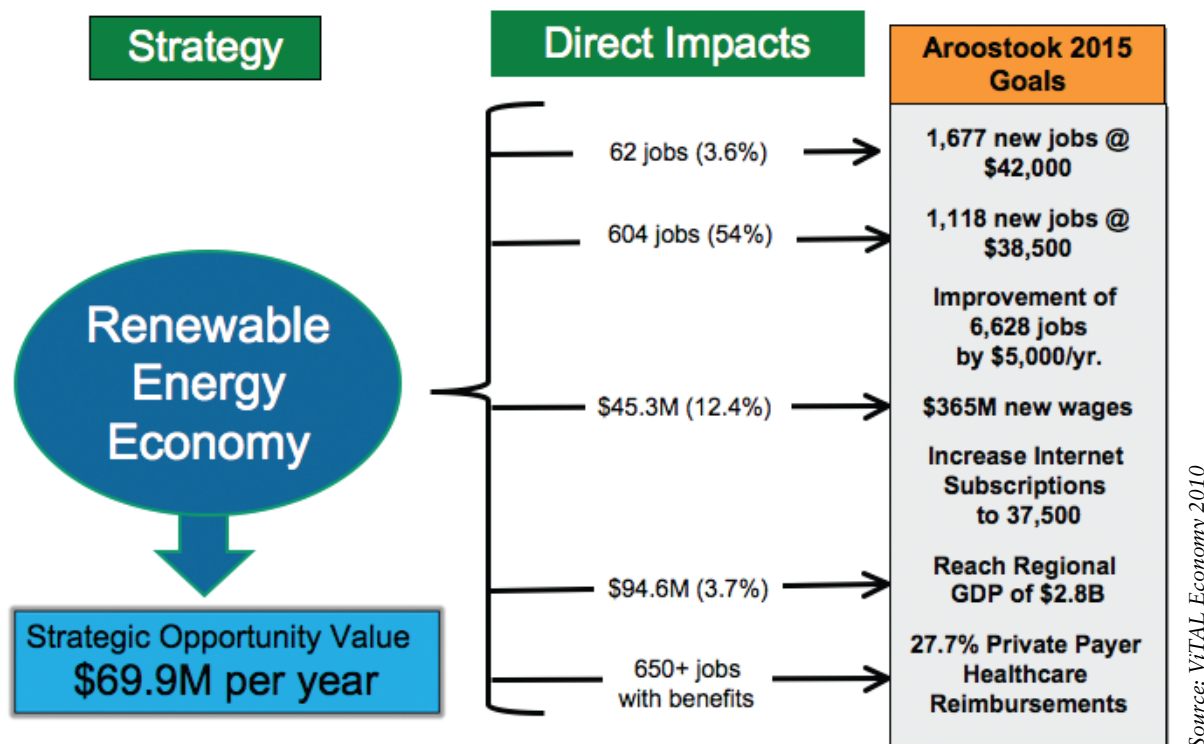 Strategy
Direct Impacts
Aroostook 2015
Goals
Renewable
Energy
Economy
Strategic Opportunity Value
$69.9M per year
62 jobs (3.6%)
1,677 new jobs @
$42,000
604 jobs (54%)
1,118 new jobs @
$38,500
Improvement of
6,628 jobs
by $5,000/yr.
$45.3M (12.4%)
$365M new wages
Increase Internet
Subscriptions
to 37,500
$94.6M (3.7%)
Reach Regional
GDP of $2.8B
650+ jobs
with benefits
27.7% Private Payer
Healthcare
Reimbursements
Source: ViTAL Economy 2010